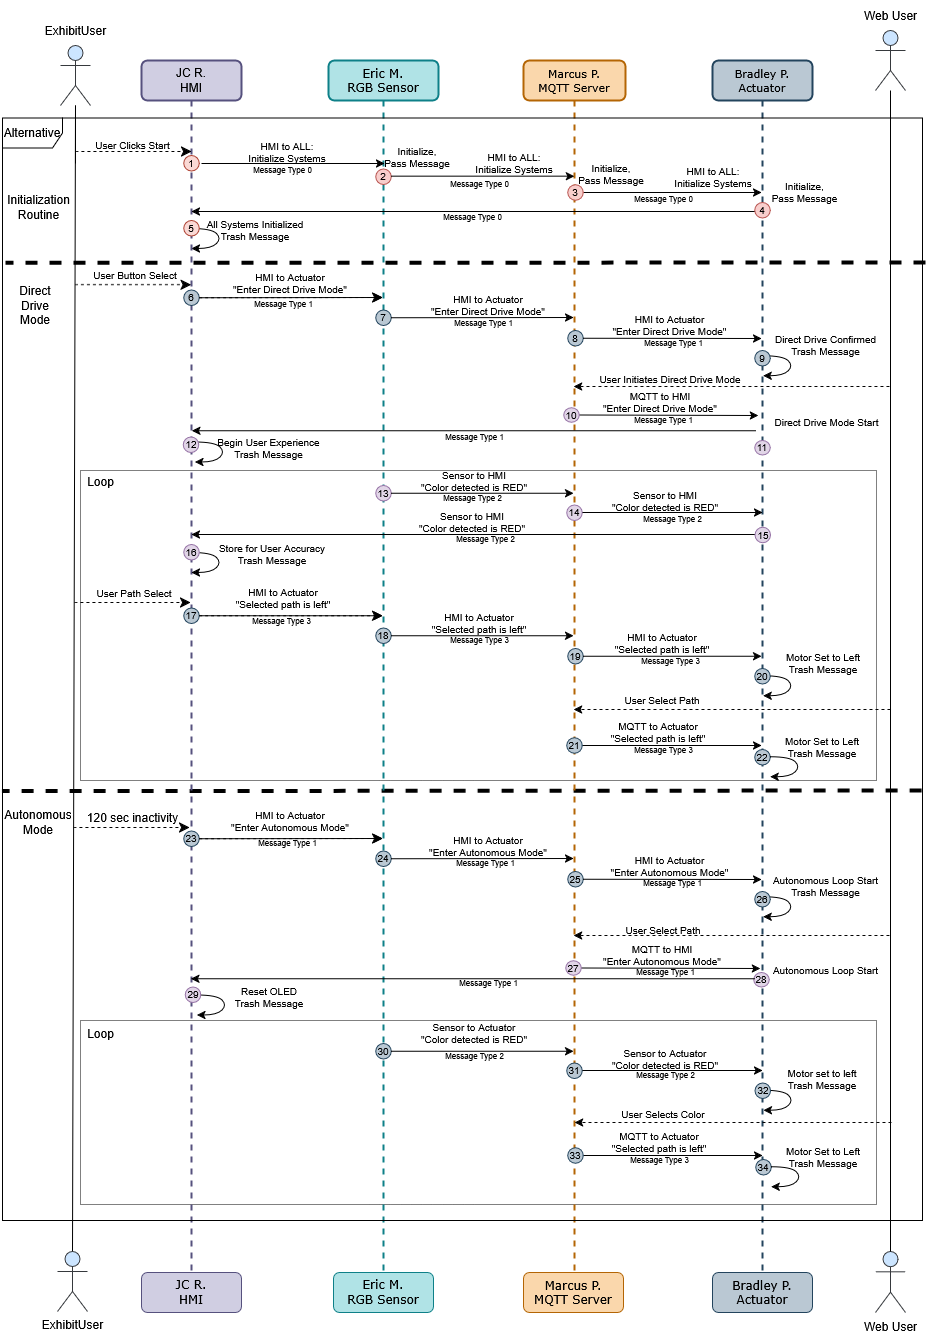 Web User
ExhibitUser
JC R.
HMI
Eric M.
RGB Sensor
Marcus P.
MQTT Server
Bradley P.
Actuator
Alternative
Initialization
Routine
User Clicks Start
1
HMI to ALL:
Initialize Systems
Message Type 0
Initialize,
Pass Message
2
HMI to ALL:
Initialize Systems
Message Type 0
Initialize,
Pass Message
3
HMI to ALL:
Initialize Systems
Message Type 0
Initialize,
Pass Message
4
Message Type 0
5
All Systems Initialized
Trash Message
Direct
Drive
Mode
User Button Select
6
HMI to Actuator
"Enter Direct Drive Mode"
Message Type 1
7
HMI to Actuator
"Enter Direct Drive Mode"
Message Type 1
8
HMI to Actuator
"Enter Direct Drive Mode"
Message Type 1
9
Direct Drive Confirmed
Trash Message
User Initiates Direct Drive Mode
10
MQTT to HMI
"Enter Direct Drive Mode"
Message Type 1
Direct Drive Mode Start
11
Message Type 1
12
Begin User Experience
Trash Message
Loop
13
Sensor to HMI
"Color detected is RED"
Message Type 2
14
Sensor to HMI
"Color detected is RED"
Message Type 2
15
Sensor to HMI
"Color detected is RED"
Message Type 2
16
Store for User Accuracy
Trash Message
User Path Select
17
HMI to Actuator
"Selected path is left"
Message Type 3
18
HMI to Actuator
"Selected path is left"
Message Type 3
19
HMI to Actuator
"Selected path is left"
Message Type 3
20
Motor Set to Left
Trash Message
User Select Path
21
MQTT to Actuator
"Selected path is left"
Message Type 3
22
Motor Set to Left
Trash Message
Autonomous
Mode
120 sec inactivity
23
HMI to Actuator
"Enter Autonomous Mode"
Message Type 1
24
HMI to Actuator
"Enter Autonomous Mode"
Message Type 1
25
HMI to Actuator
"Enter Autonomous Mode"
Message Type 1
26
Autonomous Loop Start
Trash Message
User Select Path
27
MQTT to HMI
"Enter Autonomous Mode"
Message Type 1
28
Autonomous Loop Start
Message Type 1
29
Reset OLED
Trash Message
Loop
30
Sensor to Actuator
"Color detected is RED"
Message Type 2
31
Sensor to Actuator
"Color detected is RED"
Message Type 2
32
Motor set to left
Trash Message
User Selects Color
33
MQTT to Actuator
"Selected path is left"
Message Type 3
34
Motor Set to Left
Trash Message
JC R.
HMI
Eric M.
RGB Sensor
Marcus P.
MQTT Server
Bradley P.
Actuator
ExhibitUser
Web User